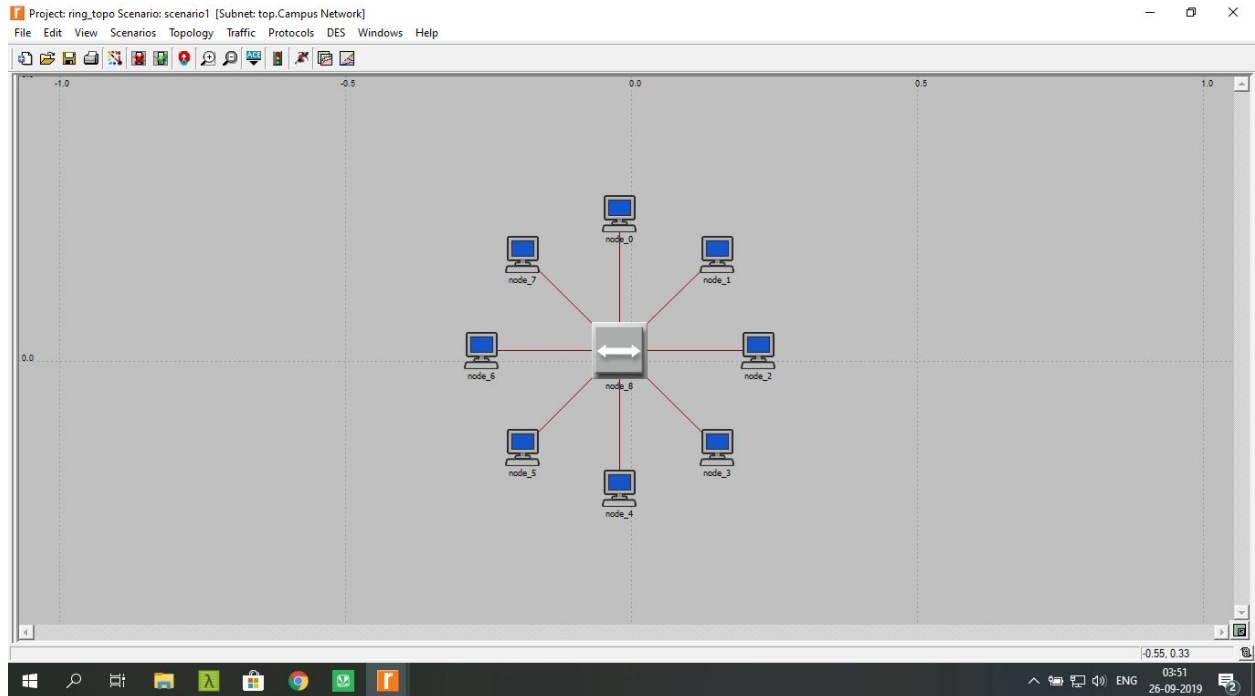 Project: ring_topo Scenario: scenario1 [Subnet: top.Campus Network]
File Edit View Scenarios Topology Traffic Protocols DES Windows Help
ACE
-1.0 -0.5 0.0 0.5 1.0
node_0
node_7 node_1
0.0
node_6 node_2
node_8
node_5 node_3
node_4
-0.55, 0.33
λ
ENG 03:51
26-09-2019 2